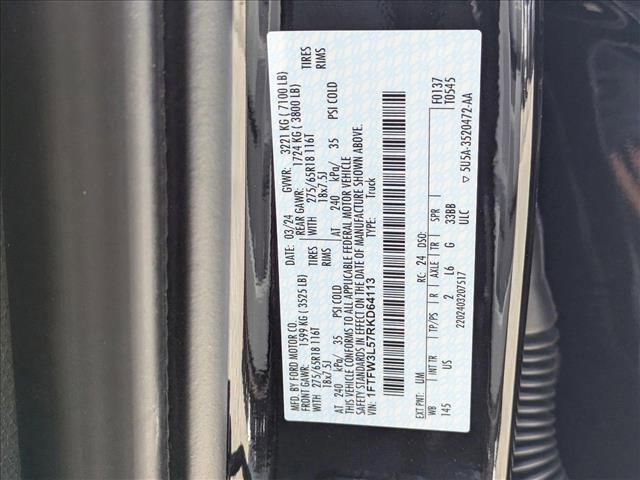 MFD. BY FORD MOTOR CO.
03/24 GVWR: 3221 KG ( 7100 LB)
FRONT GAWR: 1599 KG ( 3525 LB) REAR GAWR: 1724 KG ( 3800 LB)
WITH 275/65R18 116T TIRES WITH 275/65R18 116T TIRES
18x7.5J RIMS 18x7.5J RIMS
AT 240 kPa/ 35 PSI COLD AT 240 kPa/ 35 PSI COLD
THIS VEHICLE CONFORMS TO ALL APPLICABLE FEDERAL MOTOR VEHICLE
SAFETY STANDARDS IN EFFECT ON THE DATE OF MANUFACTURE SHOWN ABOVE.
VIN: 1FTFW3L57RKD64113 TYPE: Truck
F0137
T0545
EXT PNT: UM RC: 24 DSO:
WB INT TR TP/PS R AXLE TR SPR
145 US 2 L6 G 33BB
ULC
2202403207517 ▽ 5U5A-3520472-AA